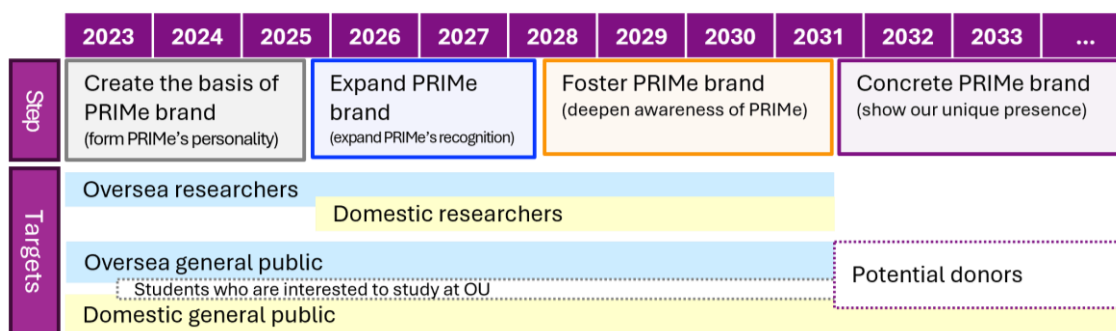 2023 2024 2025 2026 2027 2028 2029 2030 2031 2032 2033 ...
Step
Create the basis of
PRIMe brand
(form PRIMe's personality)
Expand PRIMe
brand
(expand PRIMe's recognition)
Foster PRIMe brand
(deepen awareness of PRIMe)
Concrete PRIMe brand
(show our unique presence)
Targets
Oversea researchers
Domestic researchers
Oversea general public
Students who are interested to study at OU
Domestic general public
Potential donors